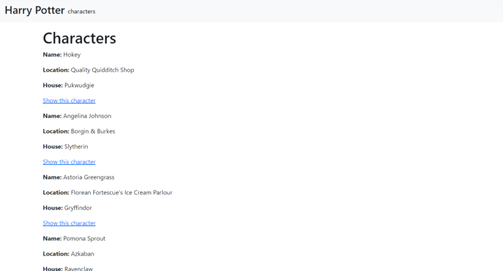 Harry Potter characters
Characters
Name: Hokey
Location: Quality Quidditch Shop
House: Pukwudgie
Show this character
Name: Angelina Johnson
Location: Borgin & Burkes
House: Slytherin
Show this character
Name: Astoria Greengrass
Location: Florean Fortescue's Ice Cream Parlour
House: Gryffindor
Show this character
Name: Pomona Sprout
Location: Azkaban
House: Ravenclaw